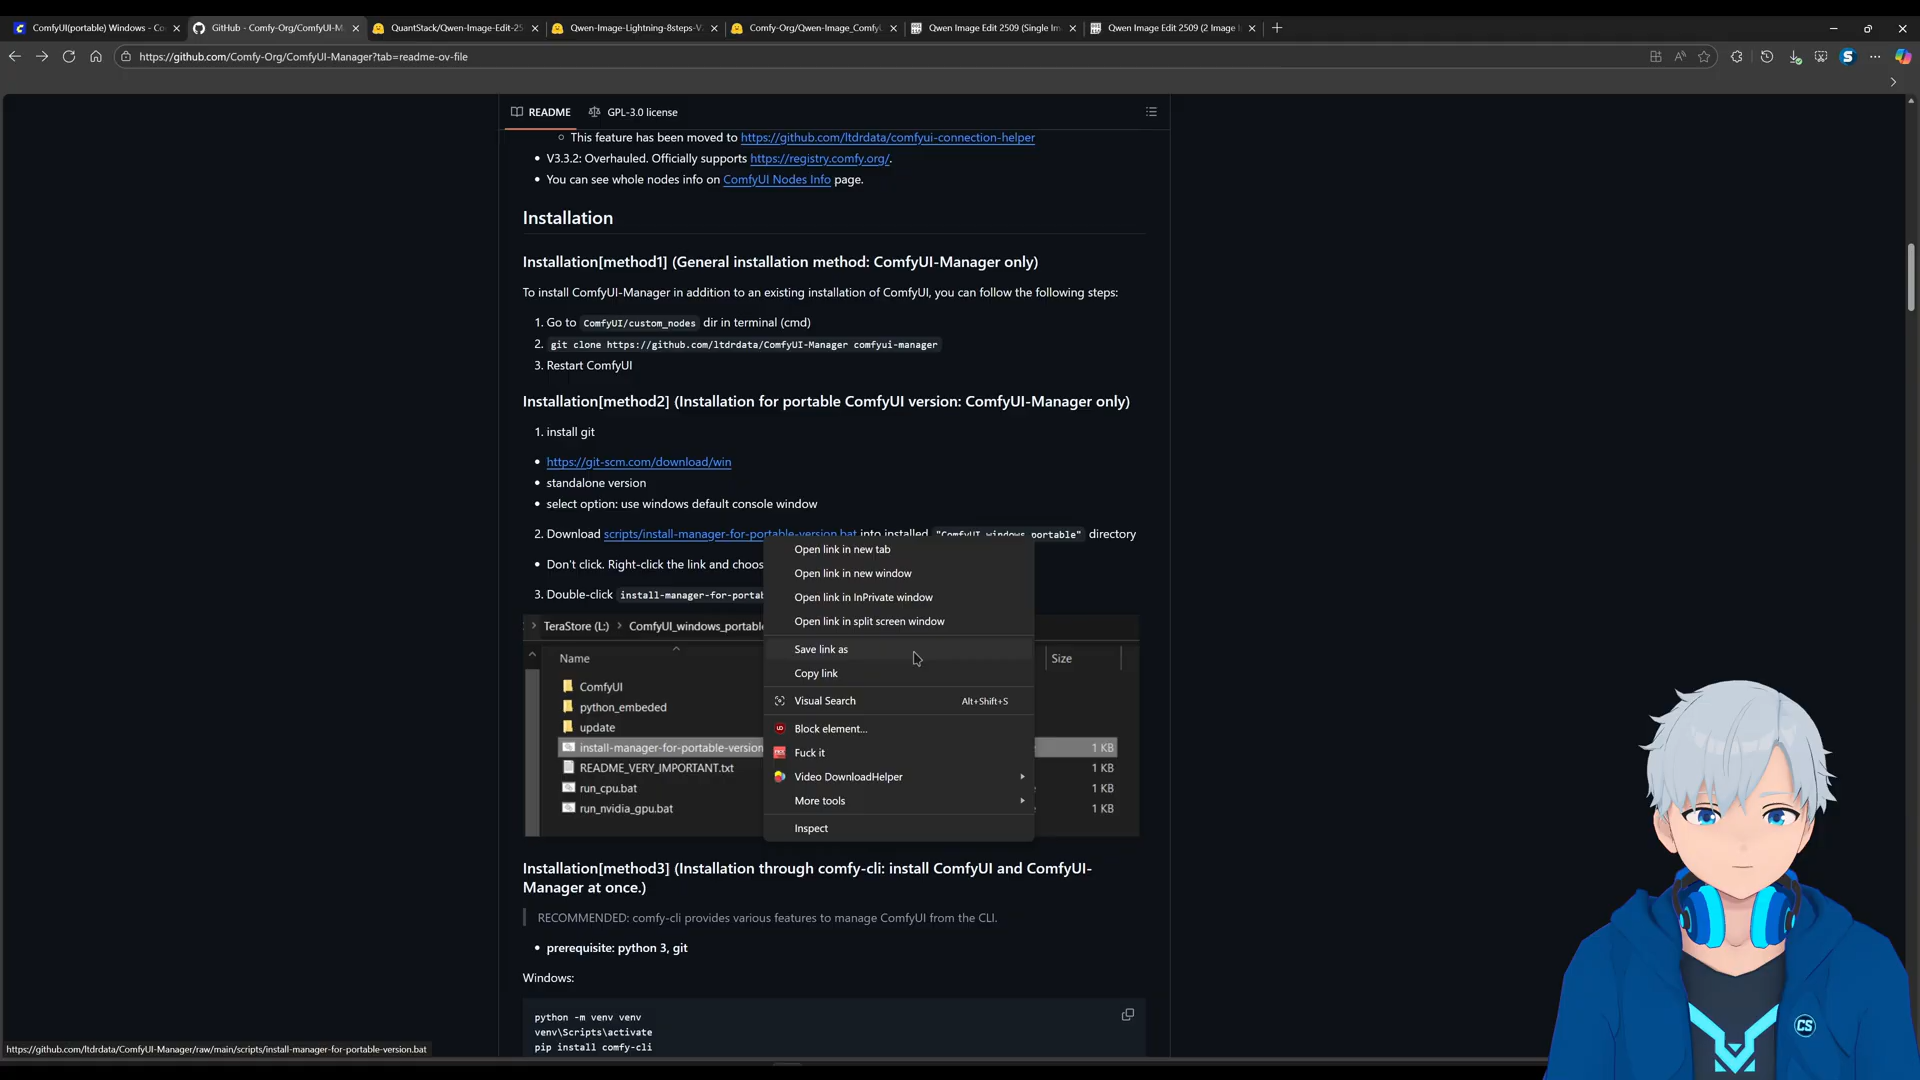 ComfyUI(portable) Windows - Co
GitHub - Comfy-Org/ComfyUI-M
QuantStack/Qwen-Image-Edit-25
Qwen-Image-Lightning-8steps-V
Comfy-Org/Qwen-Image_ComfyU
Qwen Image Edit 2509 (Single Im
Qwen Image Edit 2509 (2 Image I
https://github.com/Comfy-Org/ComfyUI-Manager?tab=readme-ov-file
README
GPL-3.0 license
This feature has been moved to https://github.com/ltdrdata/comfyui-connection-helper
V3.3.2: Overhauled. Officially supports https://registry.comfy.org/.
You can see whole nodes info on ComfyUI Nodes Info page.
Installation
Installation[method1] (General installation method: ComfyUI-Manager only)
To install ComfyUI-Manager in addition to an existing installation of ComfyUI, you can follow the following steps:
1. Go to ComfyUI/custom_nodes dir in terminal (cmd)
2. git clone https://github.com/ltdrdata/ComfyUI-Manager comfyui-manager
3. Restart ComfyUI
Installation[method2] (Installation for portable ComfyUI version: ComfyUI-Manager only)
1. install git
https://git-scm.com/download/win
standalone version
select option: use windows default console window
2. Download scripts/install-manager-for-portable-version.bat into installed "ComfyUI_windows_portable" directory
Don't click. Right-click the link and choos
3. Double-click install-manager-for-portab
Open link in new tab
Open link in new window
Open link in InPrivate window
Open link in split screen window
Save link as
Copy link
Visual Search Alt+Shift+S
Block element...
Fuck it
Video DownloadHelper
More tools
Inspect
TeraStore (L:) > ComfyUI_windows_portable
Name
Size
ComfyUI
python_embeded
update
install-manager-for-portable-version 1 KB
README_VERY_IMPORTANT.txt 1 KB
run_cpu.bat 1 KB
run_nvidia_gpu.bat 1 KB
Installation[method3] (Installation through comfy-cli: install ComfyUI and ComfyUI-
Manager at once.)
RECOMMENDED: comfy-cli provides various features to manage ComfyUI from the CLI.
prerequisite: python 3, git
Windows:
python -m venv venv
venv\Scripts\activate
pip install comfy-cli
https://github.com/ltdrdata/ComfyUI-Manager/raw/main/scripts/install-manager-for-portable-version.bat
CS